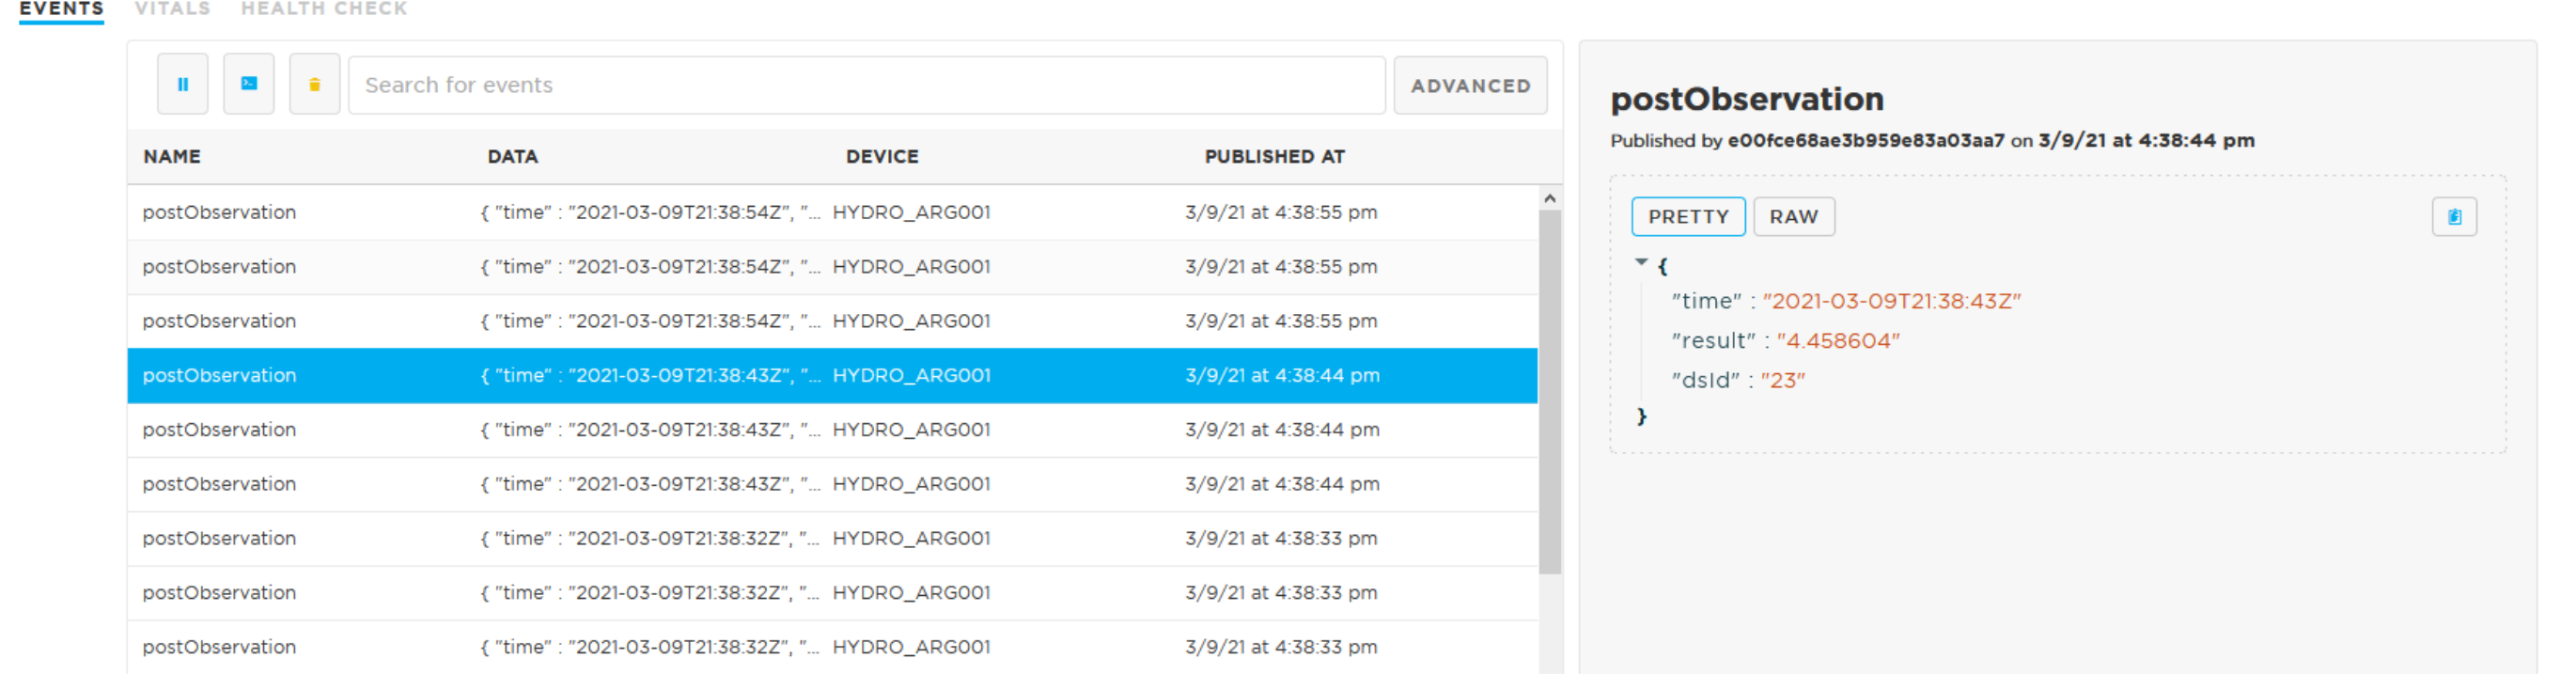 EVENTS VITALS HEALTH CHECK
Search for events ADVANCED
NAME DATA DEVICE PUBLISHED AT
postObservation { "time" : "2021-03-09T21:38:54Z", "... HYDRO_ARG001 3/9/21 at 4:38:55 pm
postObservation { "time" : "2021-03-09T21:38:54Z", "... HYDRO_ARG001 3/9/21 at 4:38:55 pm
postObservation { "time" : "2021-03-09T21:38:54Z", "... HYDRO_ARG001 3/9/21 at 4:38:55 pm
postObservation { "time" : "2021-03-09T21:38:43Z", "... HYDRO_ARG001 3/9/21 at 4:38:44 pm
postObservation { "time" : "2021-03-09T21:38:43Z", "... HYDRO_ARG001 3/9/21 at 4:38:44 pm
postObservation { "time" : "2021-03-09T21:38:43Z", "... HYDRO_ARG001 3/9/21 at 4:38:44 pm
postObservation { "time" : "2021-03-09T21:38:32Z", "... HYDRO_ARG001 3/9/21 at 4:38:33 pm
postObservation { "time" : "2021-03-09T21:38:32Z", "... HYDRO_ARG001 3/9/21 at 4:38:33 pm
postObservation { "time" : "2021-03-09T21:38:32Z", "... HYDRO_ARG001 3/9/21 at 4:38:33 pm
postObservation
Published by e00fce68ae3b959e83a03aa7 on 3/9/21 at 4:38:44 pm
PRETTY RAW
{
"time" : "2021-03-09T21:38:43Z"
"result" : "4.458604"
"dsId" : "23"
}